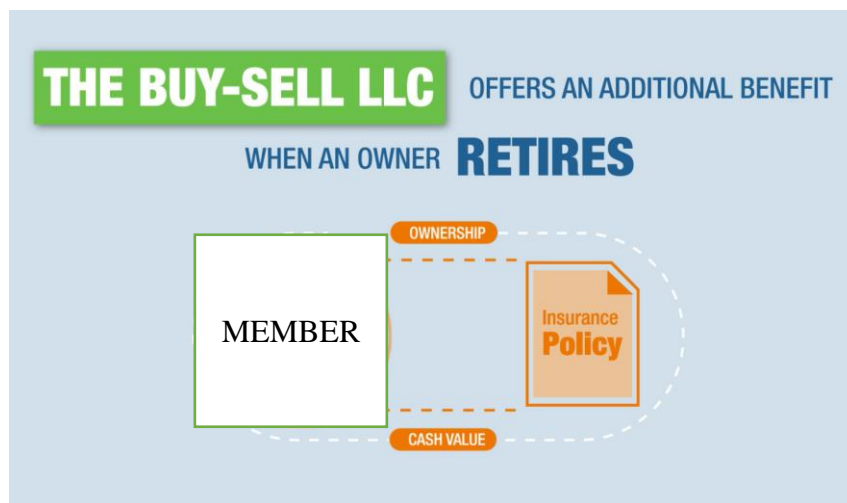 THE BUY-SELL LLC OFFERS AN ADDITIONAL BENEFIT
WHEN AN OWNER RETIRES
OWNERSHIP
MEMBER
Insurance
Policy
CASH VALUE